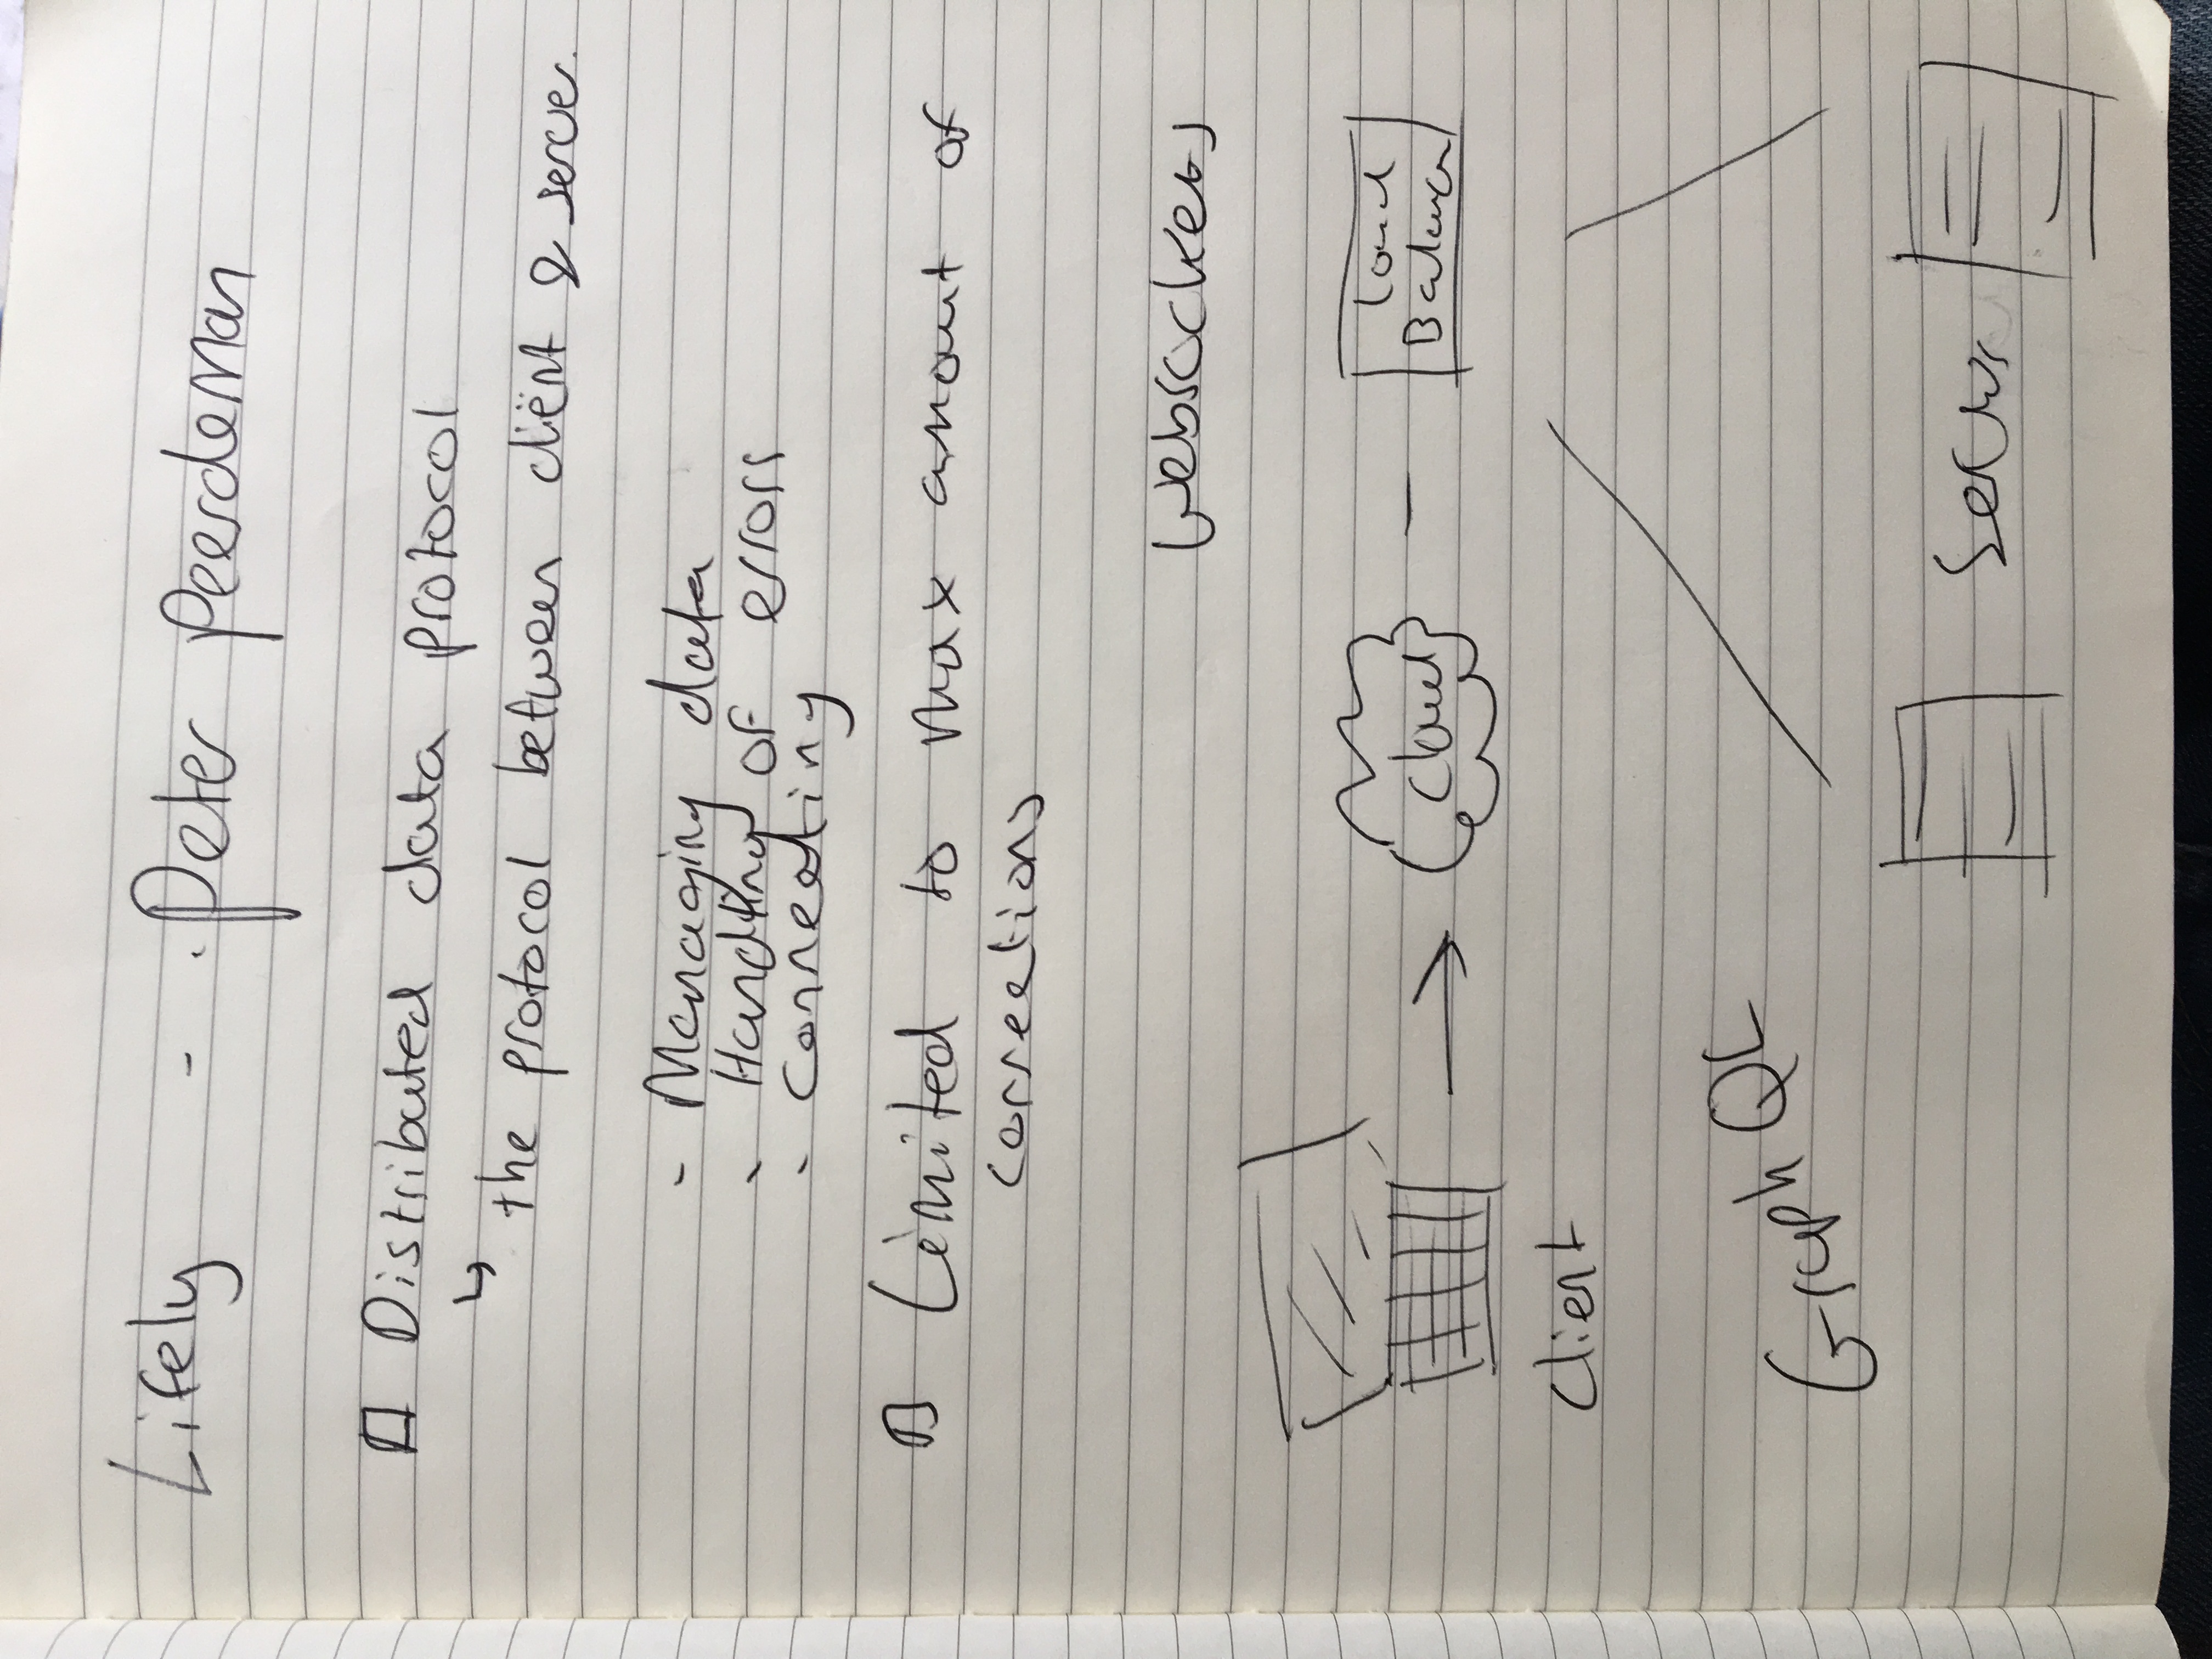 Lifely - Peter Peerdeman
Distributed data protocol
↳ the protocol between cliënt & server.
- Managing data
- Handling of errors
- Connecting
Limited to max amount of
connections
Websockets
Cloud
Load
Balancer
Client
GraphQL
Servers